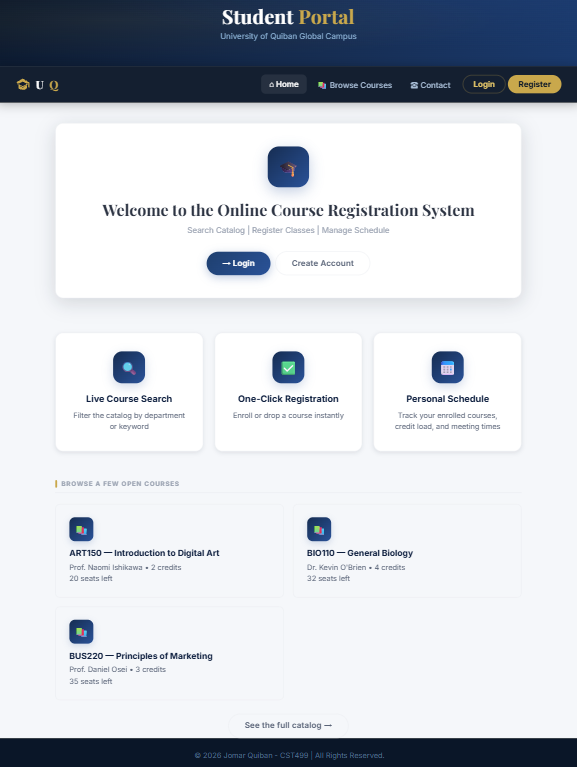 Student Portal
University of Quiban Global Campus
U Q
Home
Browse Courses
Contact
Login
Register
Welcome to the Online Course Registration System
Search Catalog | Register Classes | Manage Schedule
→ Login
Create Account
Live Course Search
Filter the catalog by department
or keyword
One-Click Registration
Enroll or drop a course instantly
Personal Schedule
Track your enrolled courses,
credit load, and meeting times
BROWSE A FEW OPEN COURSES
ART150 — Introduction to Digital Art
Prof. Naomi Ishikawa • 2 credits
20 seats left
BIO110 — General Biology
Dr. Kevin O'Brien • 4 credits
32 seats left
BUS220 — Principles of Marketing
Prof. Daniel Osei • 3 credits
35 seats left
See the full catalog →
© 2026 Jomar Quiban - CST499 | All Rights Reserved.